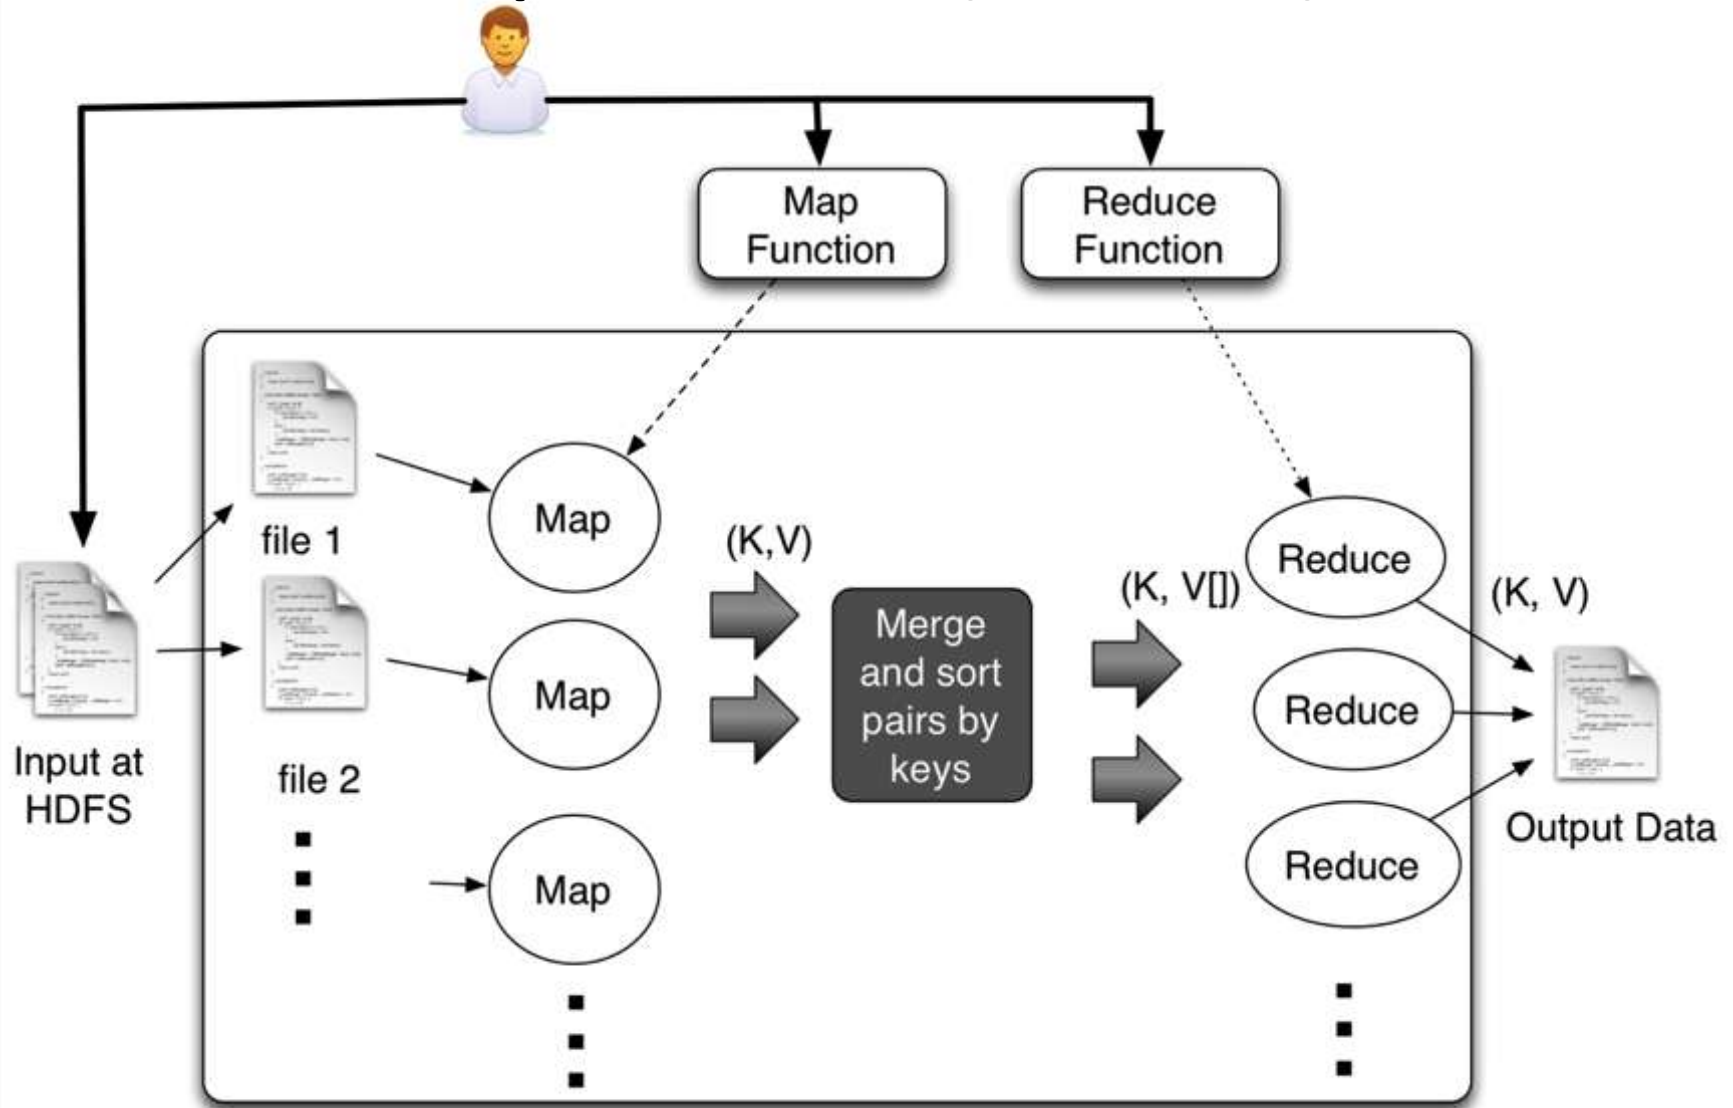 Map
Function
Reduce
Function
file 1
Map
(K,V)
Reduce
(K, V[])
(K, V)
Merge
and sort
pairs by
keys
Map
Reduce
Input at
HDFS
file 2
Map
Reduce
Output Data